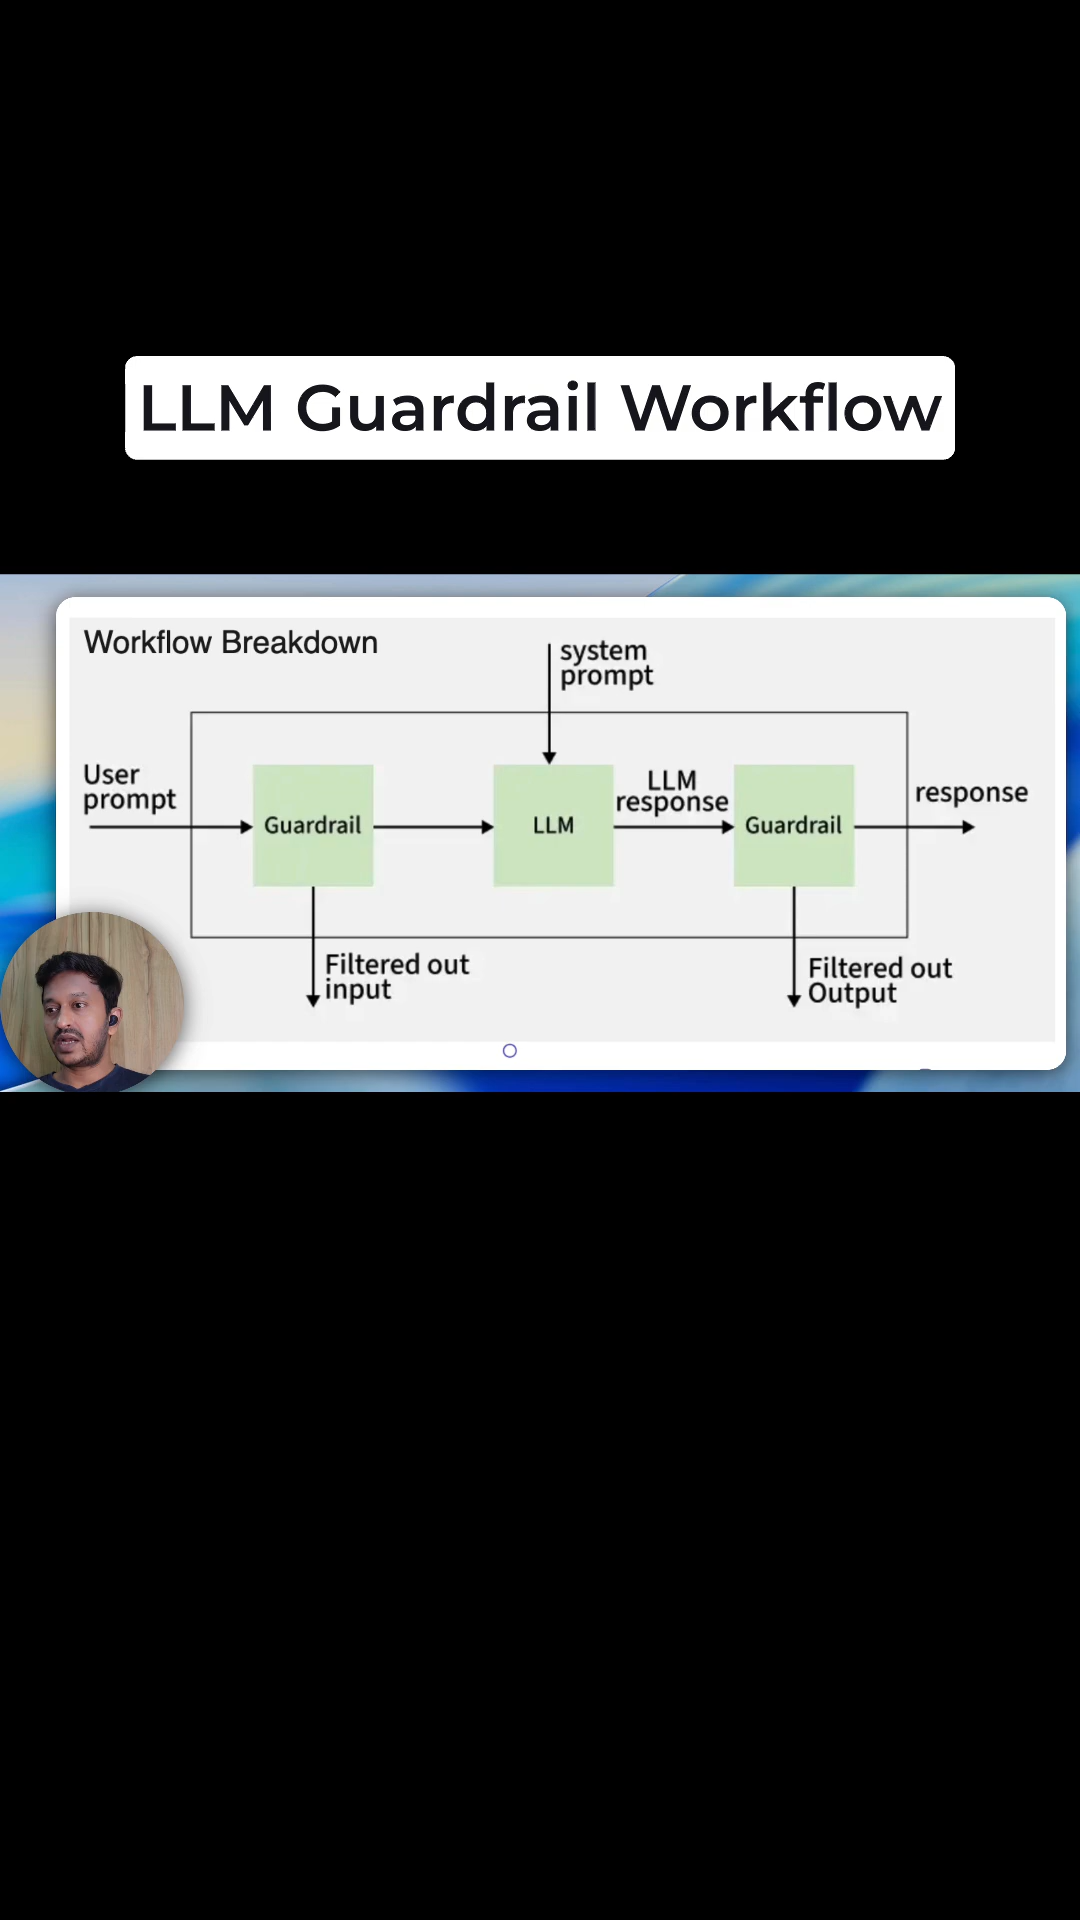 LLM Guardrail Workflow
Workflow Breakdown
system
prompt
User
prompt
Guardrail
LLM
LLM
response
Guardrail
response
Filtered out
input
Filtered out
Output